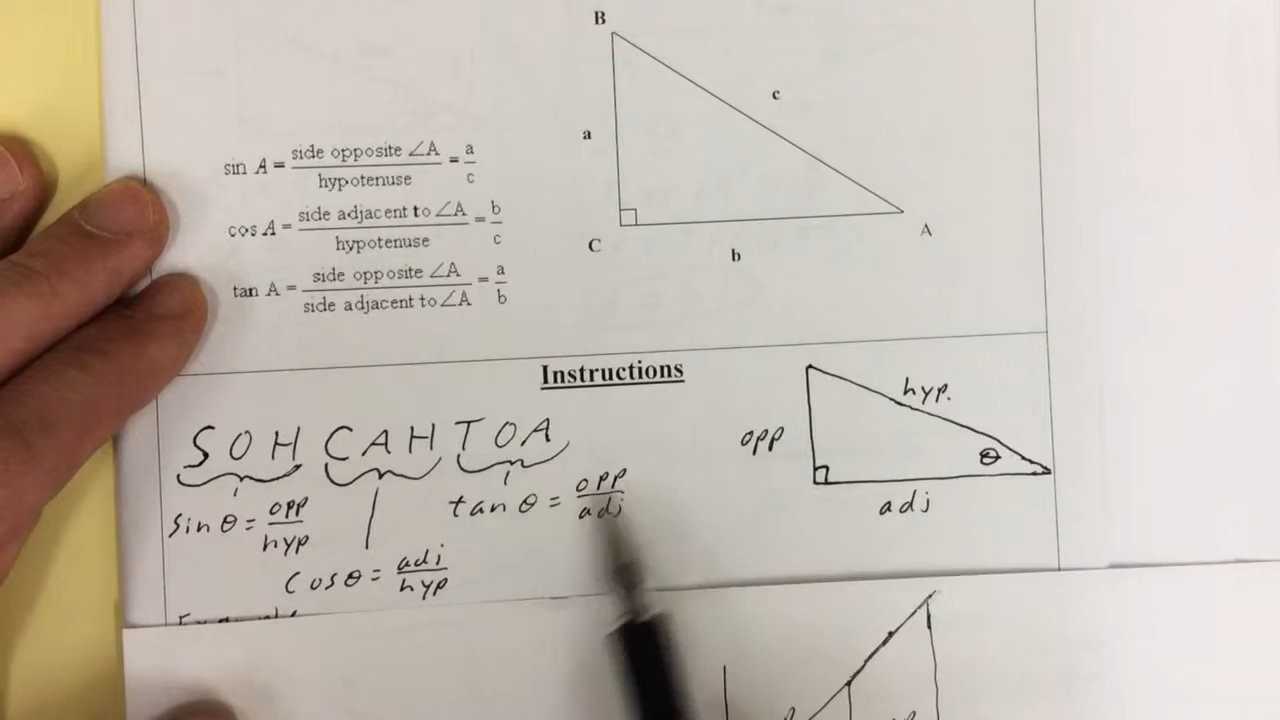 B
c
a
sin A = side opposite ∠A / hypotenuse = a / c
cos A = side adjacent to ∠A / hypotenuse = b / c
tan A = side opposite ∠A / side adjacent to ∠A = a / b
C
A
b
Instructions
SOH CAH TOA
sin θ = opp / hyp
cos θ = adj / hyp
tan θ = opp / adj
hyp.
opp
θ
adj